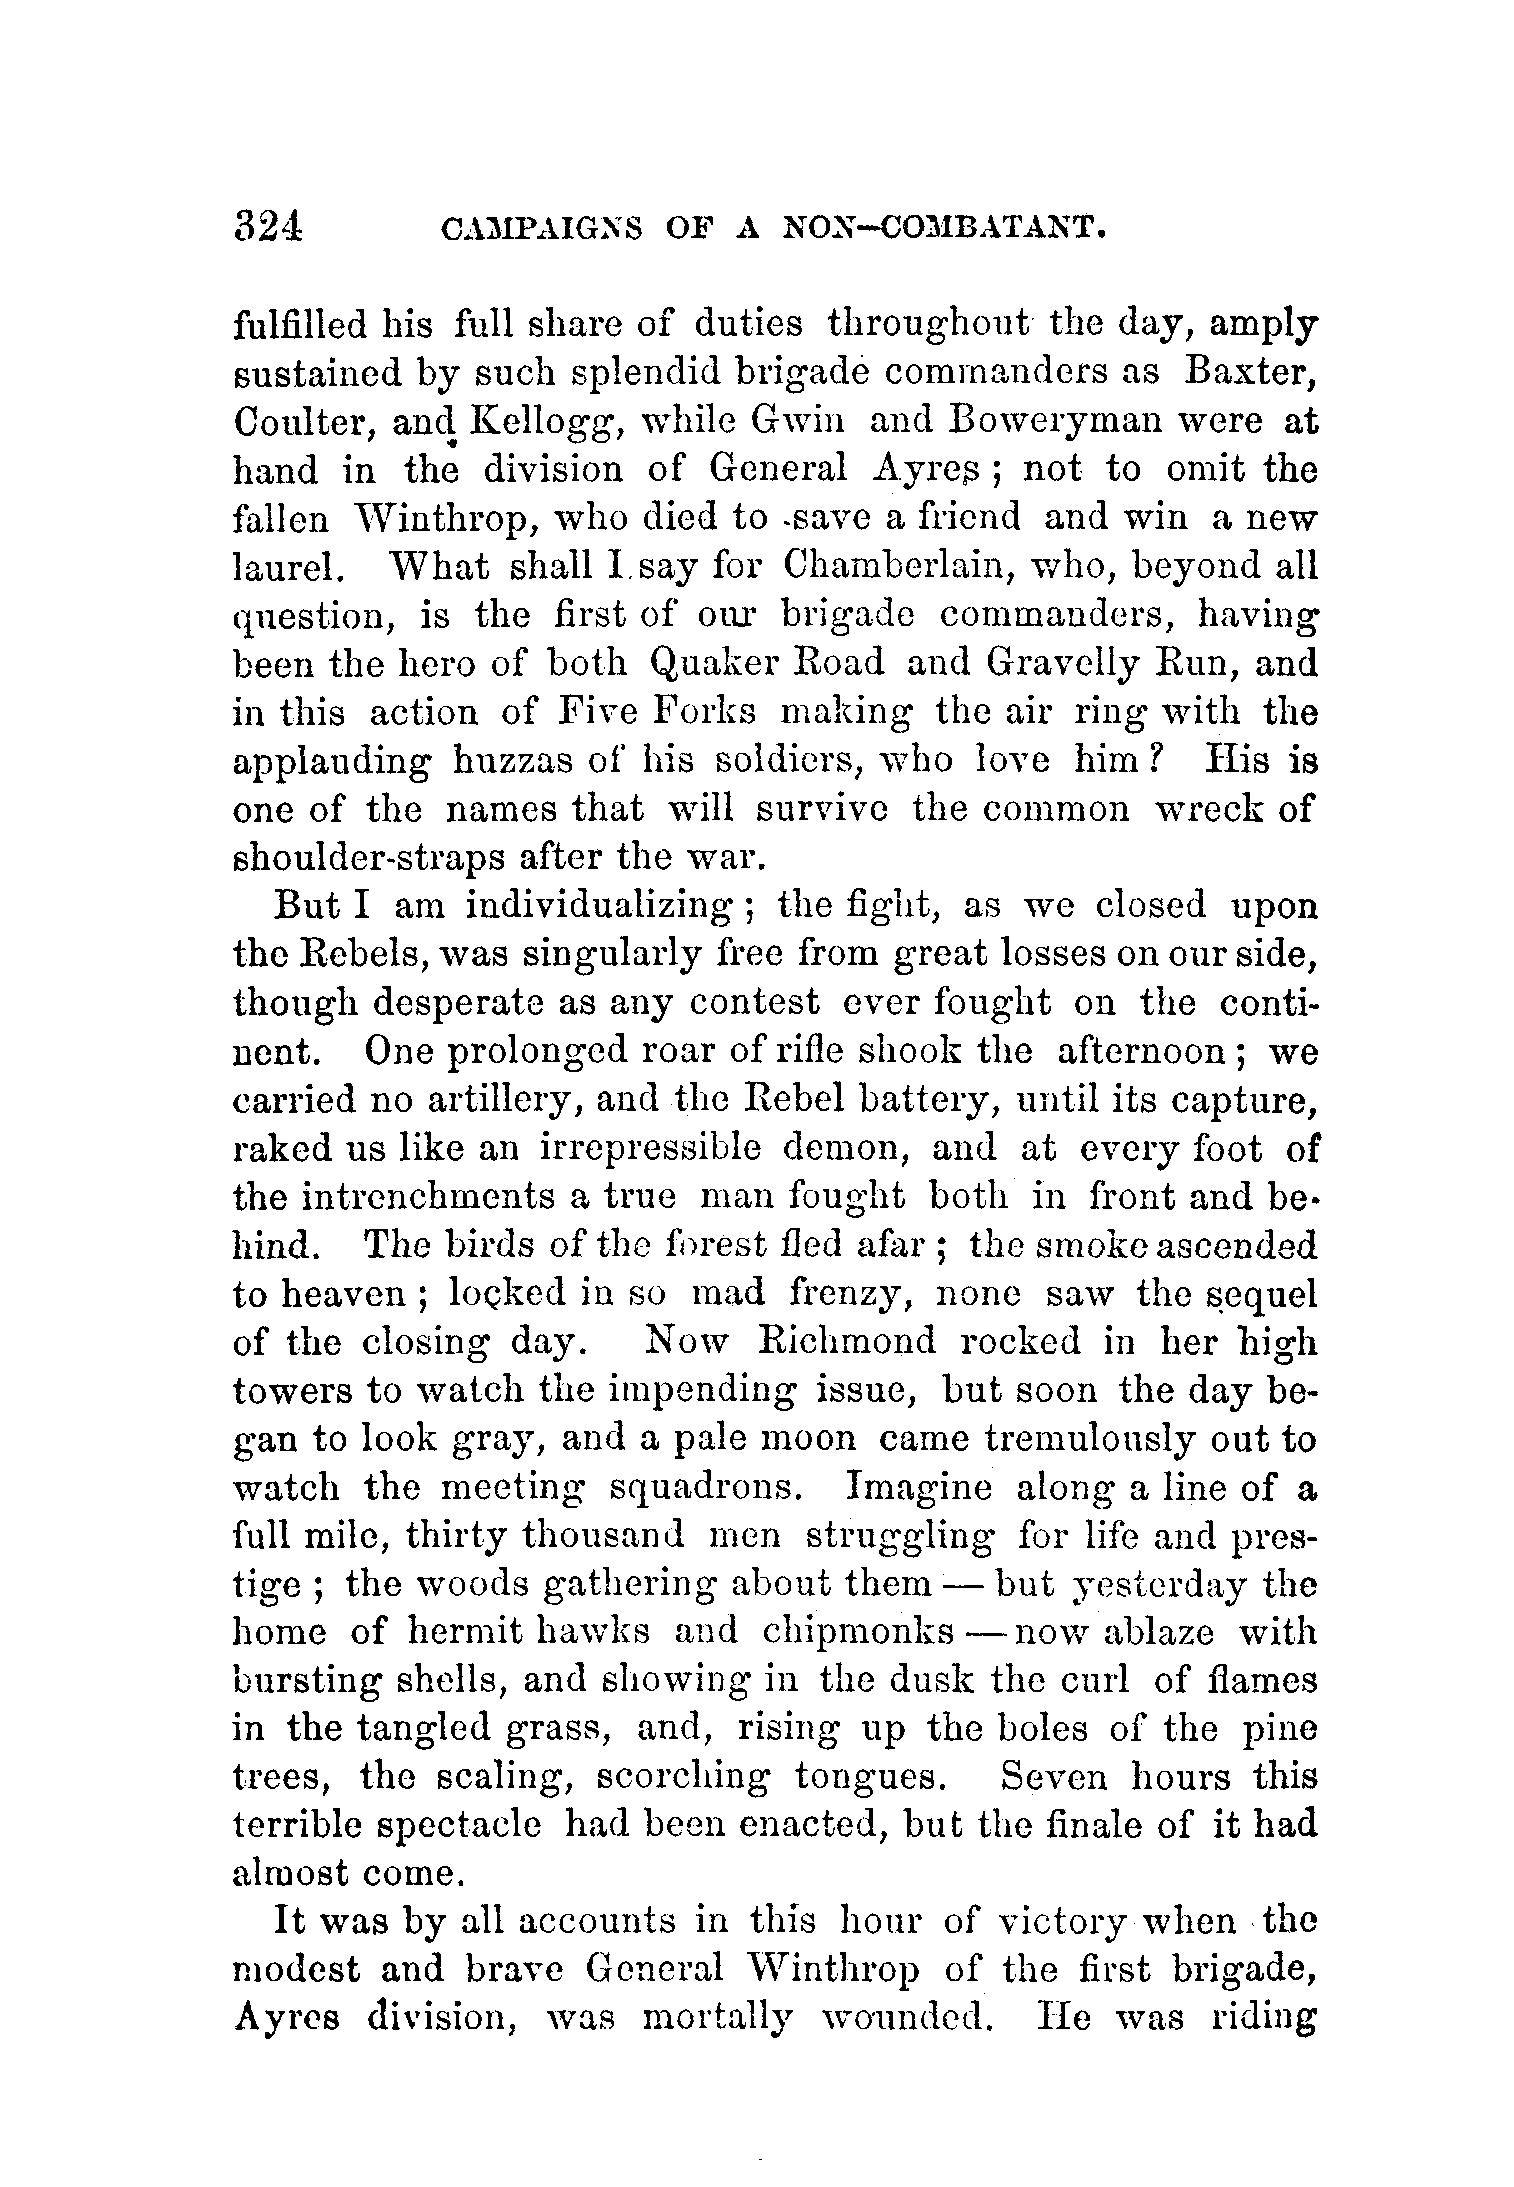 324 CAMPAIGNS OF A NON-COMBATANT.
fulfilled his full share of duties throughout the day, amply
sustained by such splendid brigade commanders as Baxter,
Coulter, and Kellogg, while Gwin and Boweryman were at
hand in the division of General Ayres; not to omit the
fallen Winthrop, who died to save a friend and win a new
laurel. What shall I say for Chamberlain, who, beyond all
question, is the first of our brigade commanders, having
been the hero of both Quaker Road and Gravelly Run, and
in this action of Five Forks making the air ring with the
applauding huzzas of his soldiers, who love him? His is
one of the names that will survive the common wreck of
shoulder-straps after the war.
But I am individualizing; the fight, as we closed upon
the Rebels, was singularly free from great losses on our side,
though desperate as any contest ever fought on the conti-
nent. One prolonged roar of rifle shook the afternoon; we
carried no artillery, and the Rebel battery, until its capture,
raked us like an irrepressible demon, and at every foot of
the intrenchments a true man fought both in front and be-
hind. The birds of the forest fled afar; the smoke ascended
to heaven; locked in so mad frenzy, none saw the sequel
of the closing day. Now Richmond rocked in her high
towers to watch the impending issue, but soon the day be-
gan to look gray, and a pale moon came tremulously out to
watch the meeting squadrons. Imagine along a line of a
full mile, thirty thousand men struggling for life and pres-
tige; the woods gathering about them — but yesterday the
home of hermit hawks and chipmonks — now ablaze with
bursting shells, and showing in the dusk the curl of flames
in the tangled grass, and, rising up the boles of the pine
trees, the scaling, scorching tongues. Seven hours this
terrible spectacle had been enacted, but the finale of it had
almost come.
It was by all accounts in this hour of victory when the
modest and brave General Winthrop of the first brigade,
Ayres division, was mortally wounded. He was riding